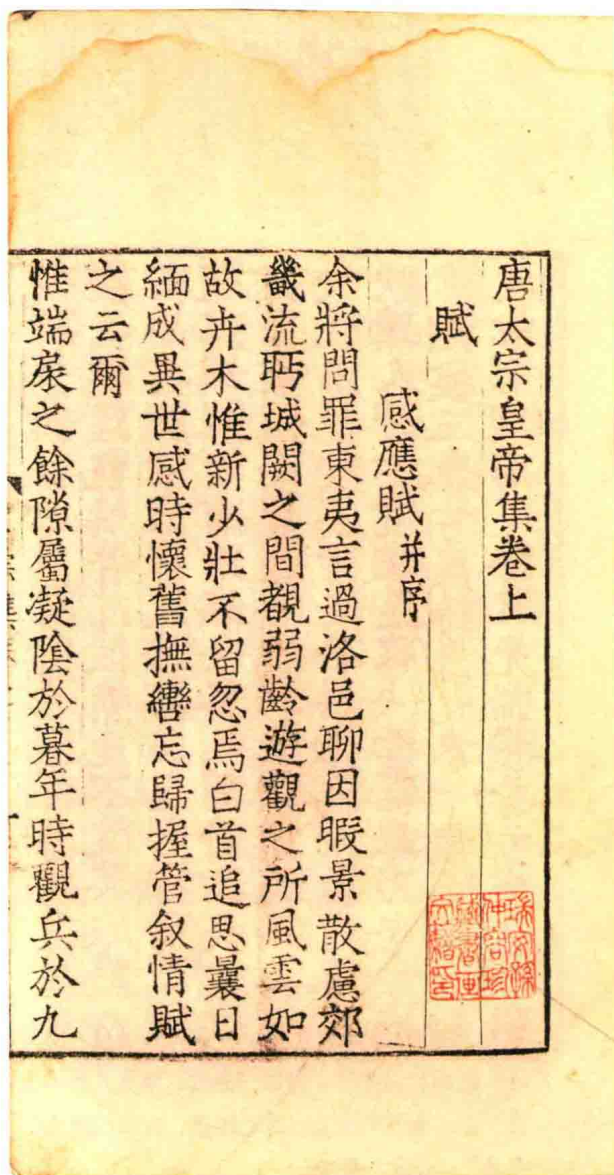 唐太宗皇帝集卷上
賦
感應賦并序
余將問罪東夷言過洛邑聊因暇景散慮郊
畿流眄城闕之間覩弱齡遊觀之所風雲如
故卉木惟新少壯不留忽焉白首追思曩日
緬成異世感時懷舊撫轡忘歸握管叙情賦
之云爾
惟端扆之餘隙屬凝陰於暮年時觀兵於九